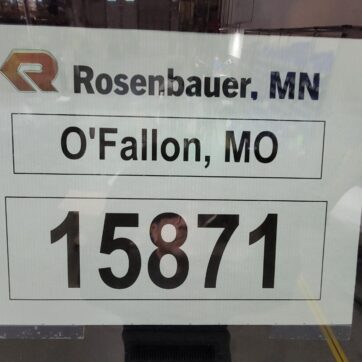 Rosenbauer, MN
O'Fallon, MO
15871